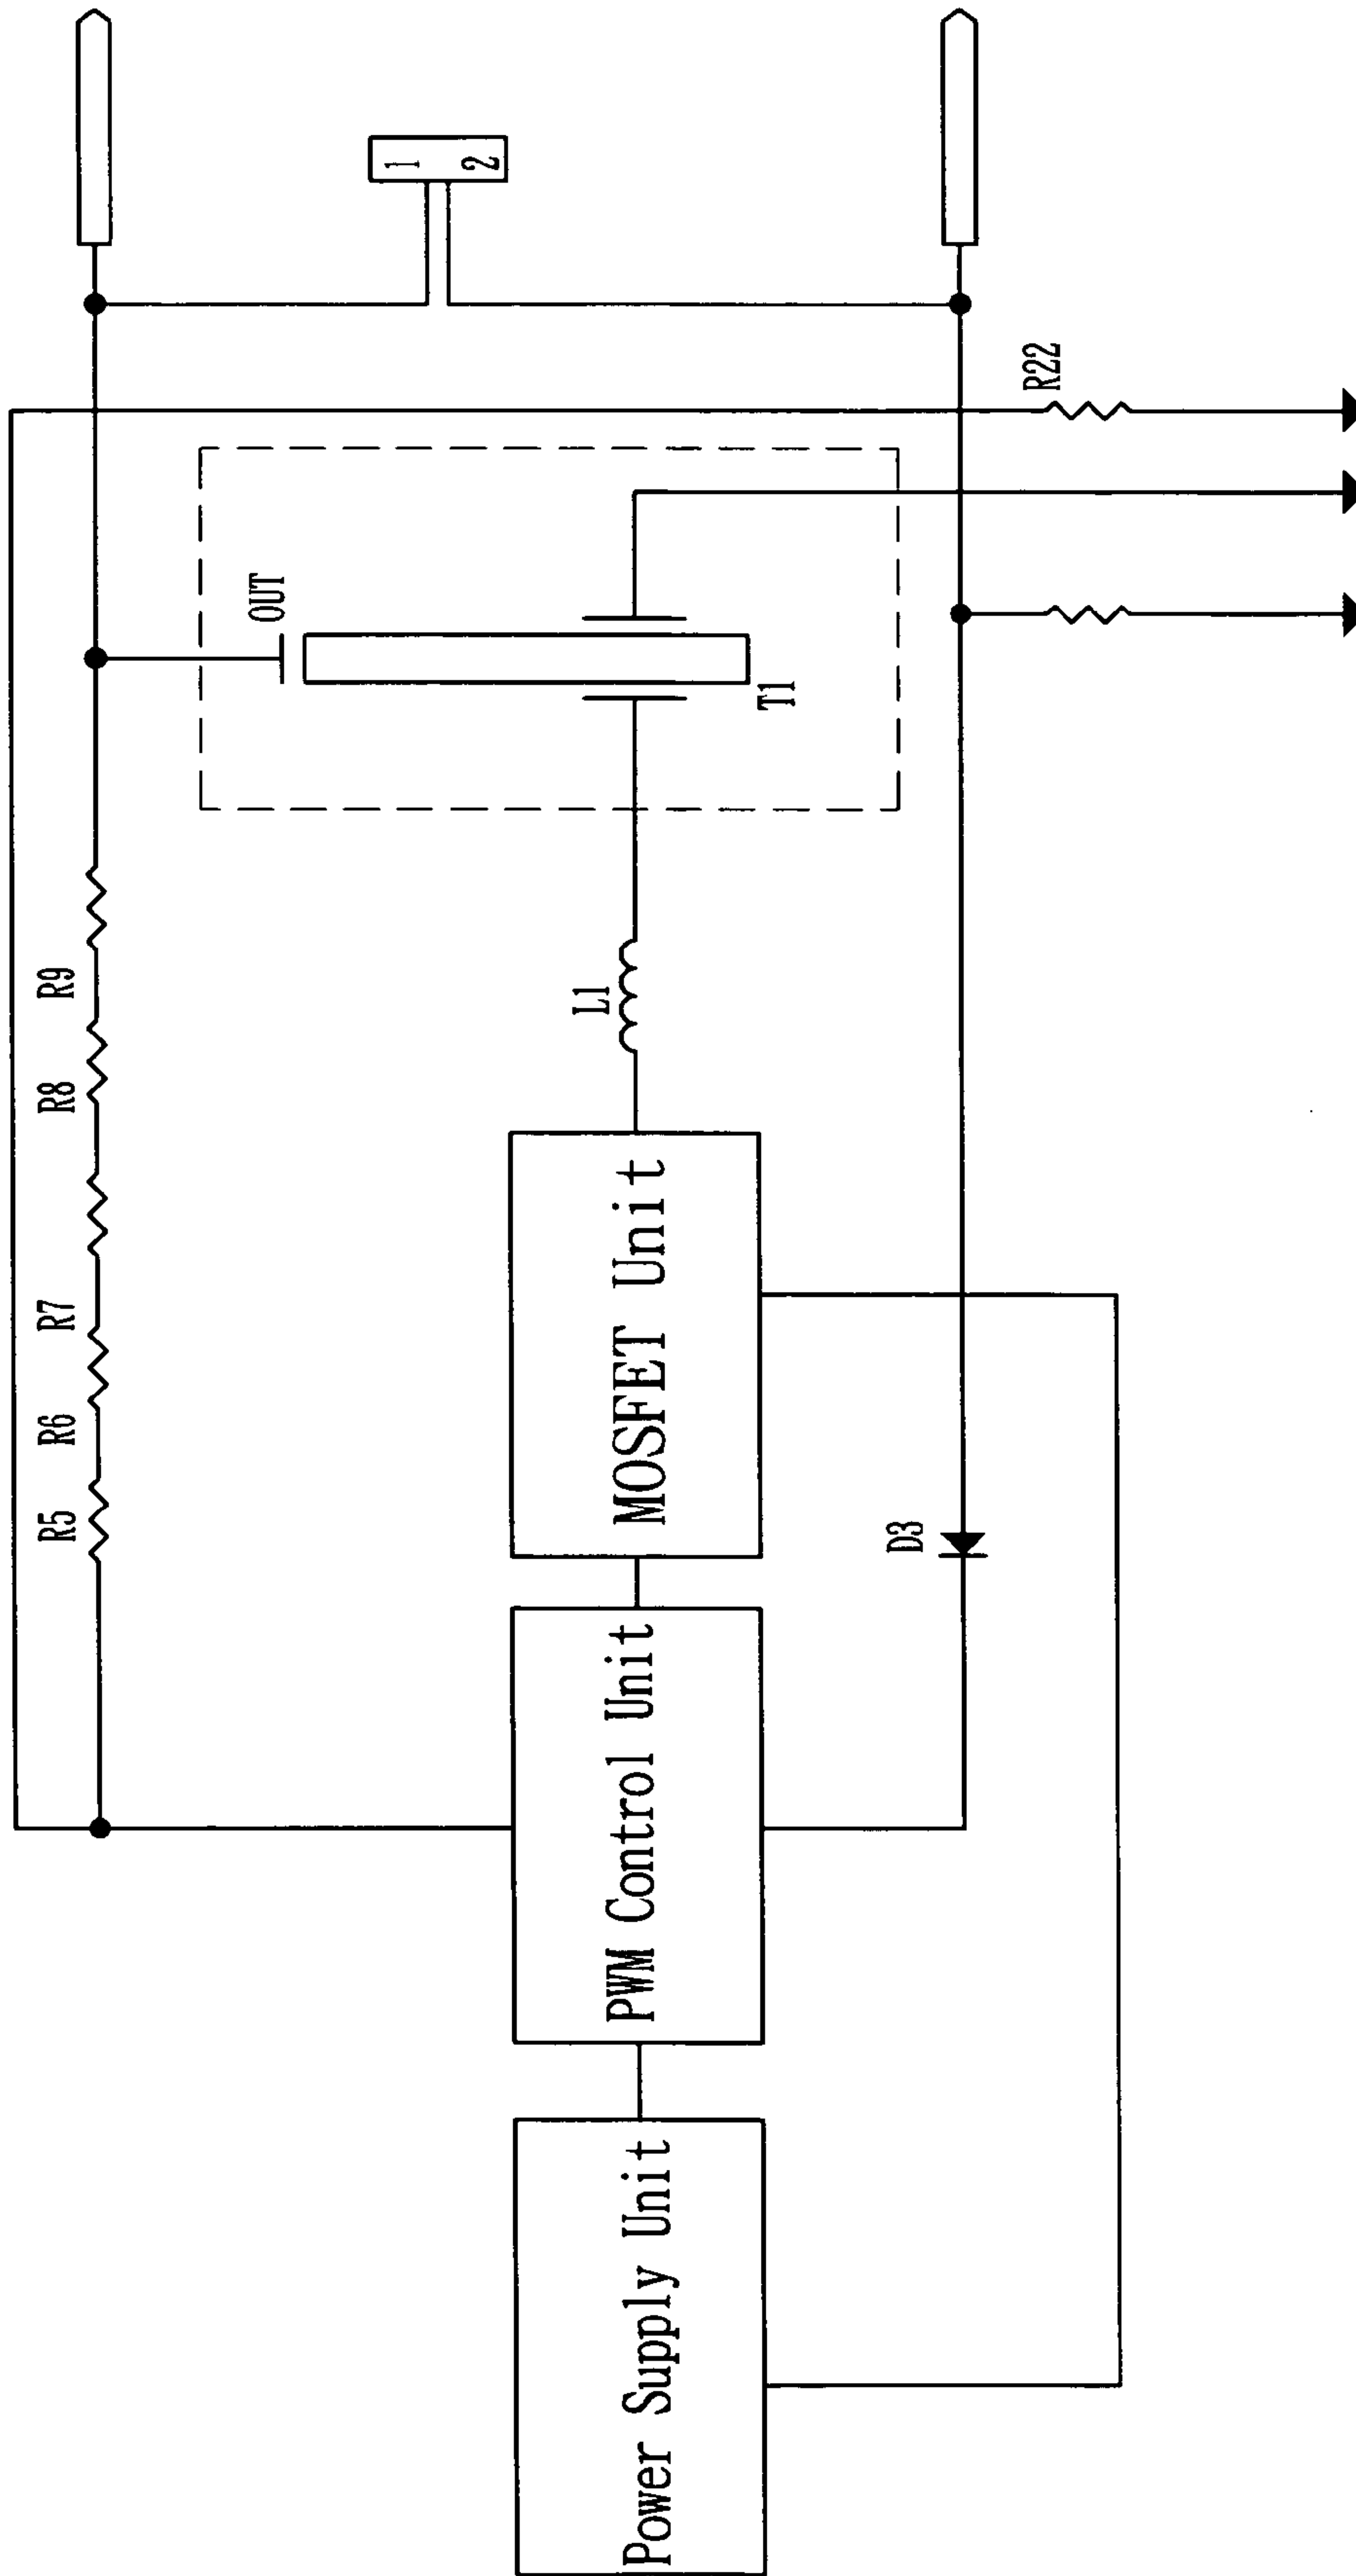 1
2
R22
OUT
T1
R9
R8
R7
R6
R5
L1
MOSFET Unit
D3
PWM Control Unit
Power Supply Unit